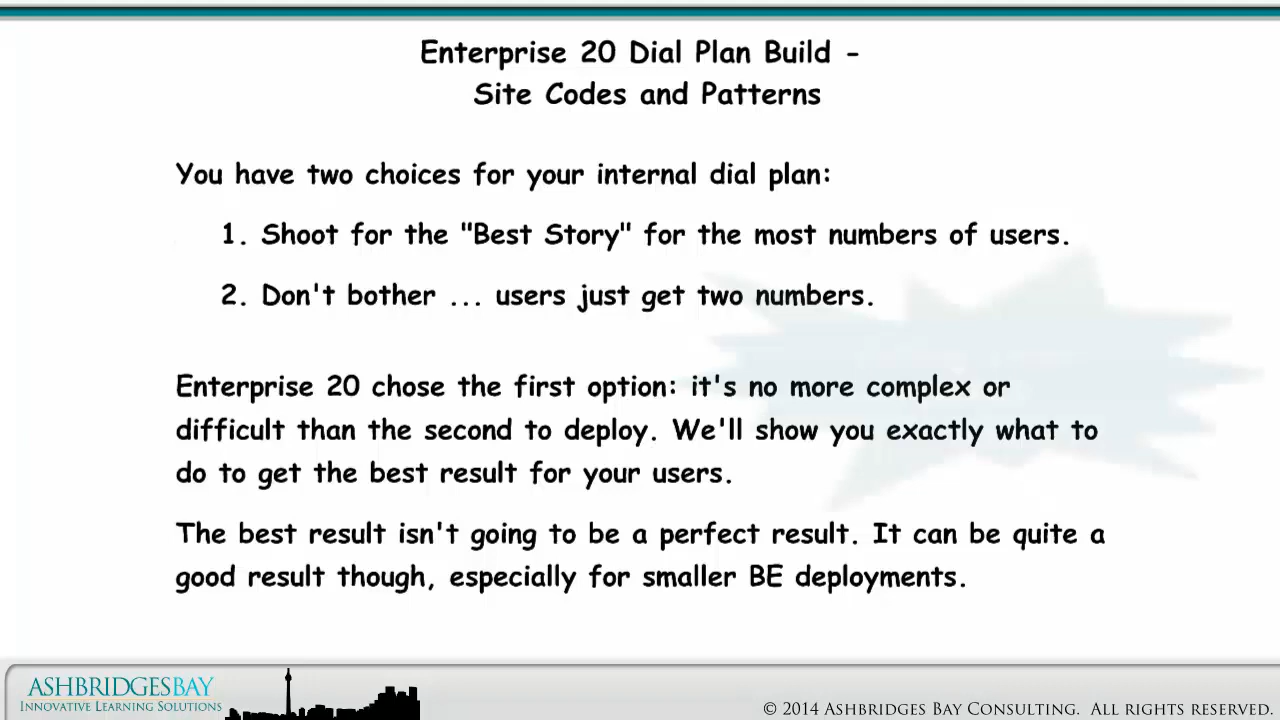 Enterprise 20 Dial Plan Build -
Site Codes and Patterns
You have two choices for your internal dial plan:
1. Shoot for the "Best Story" for the most numbers of users.
2. Don't bother ... users just get two numbers.
Enterprise 20 chose the first option: it's no more complex or
difficult than the second to deploy. We'll show you exactly what to
do to get the best result for your users.
The best result isn't going to be a perfect result. It can be quite a
good result though, especially for smaller BE deployments.
ASHBRIDGESBAY
INNOVATIVE LEARNING SOLUTIONS
© 2014 ASHBRIDGES BAY CONSULTING. ALL RIGHTS RESERVED.